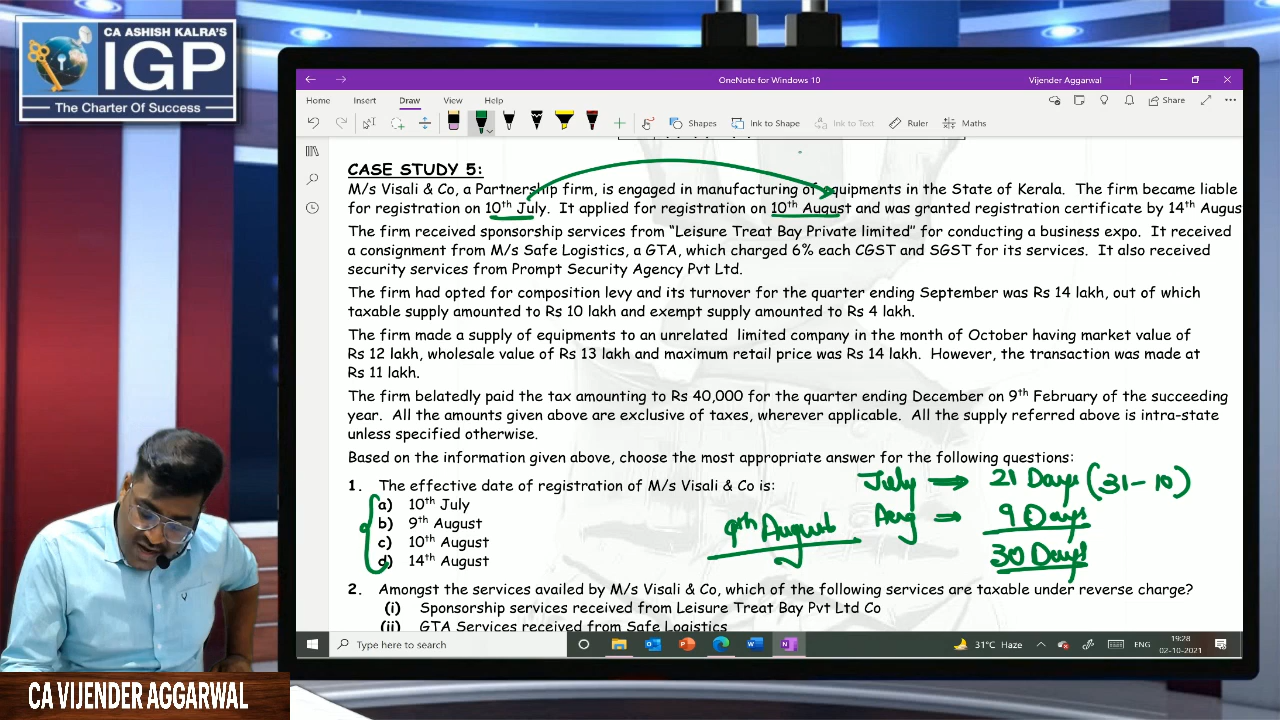 CA ASHISH KALRA'S
IGP
The Charter Of Success
OneNote for Windows 10
Vijender Aggarwal
Home Insert Draw View Help
Share
Shapes Ink to Shape Ink to Text Ruler Maths
CASE STUDY 5:
M/s Visali & Co, a Partnership firm, is engaged in manufacturing of equipments in the State of Kerala. The firm became liable
for registration on 10th July. It applied for registration on 10th August and was granted registration certificate by 14th Augus
The firm received sponsorship services from “Leisure Treat Bay Private limited” for conducting a business expo. It received
a consignment from M/s Safe Logistics, a GTA, which charged 6% each CGST and SGST for its services. It also received
security services from Prompt Security Agency Pvt Ltd.
The firm had opted for composition levy and its turnover for the quarter ending September was Rs 14 lakh, out of which
taxable supply amounted to Rs 10 lakh and exempt supply amounted to Rs 4 lakh.
The firm made a supply of equipments to an unrelated limited company in the month of October having market value of
Rs 12 lakh, wholesale value of Rs 13 lakh and maximum retail price was Rs 14 lakh. However, the transaction was made at
Rs 11 lakh.
The firm belatedly paid the tax amounting to Rs 40,000 for the quarter ending December on 9th February of the succeeding
year. All the amounts given above are exclusive of taxes, wherever applicable. All the supply referred above is intra-state
unless specified otherwise.
Based on the information given above, choose the most appropriate answer for the following questions:
1. The effective date of registration of M/s Visali & Co is:
a) 10th July
b) 9th August
c) 10th August
d) 14th August
July → 21 Days (31-10)
Aug → 9 Days
30 Days
9th August
2. Amongst the services availed by M/s Visali & Co, which of the following services are taxable under reverse charge?
(i) Sponsorship services received from Leisure Treat Bay Pvt Ltd Co
(ii) GTA Services received from Safe Logistics
Type here to search
31°C Haze
ENG
19:28
02-10-2021
CA VIJENDER AGGARWAL